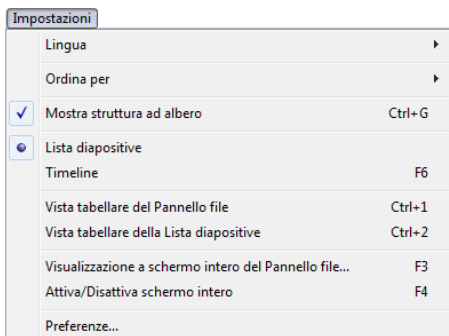 Impostazioni
Lingua
Ordina per
Mostra struttura ad albero Ctrl+G
Lista diapositive
Timeline F6
Vista tabellare del Pannello file Ctrl+1
Vista tabellare della Lista diapositive Ctrl+2
Visualizzazione a schermo intero del Pannello file... F3
Attiva/Disattiva schermo intero F4
Preferenze...